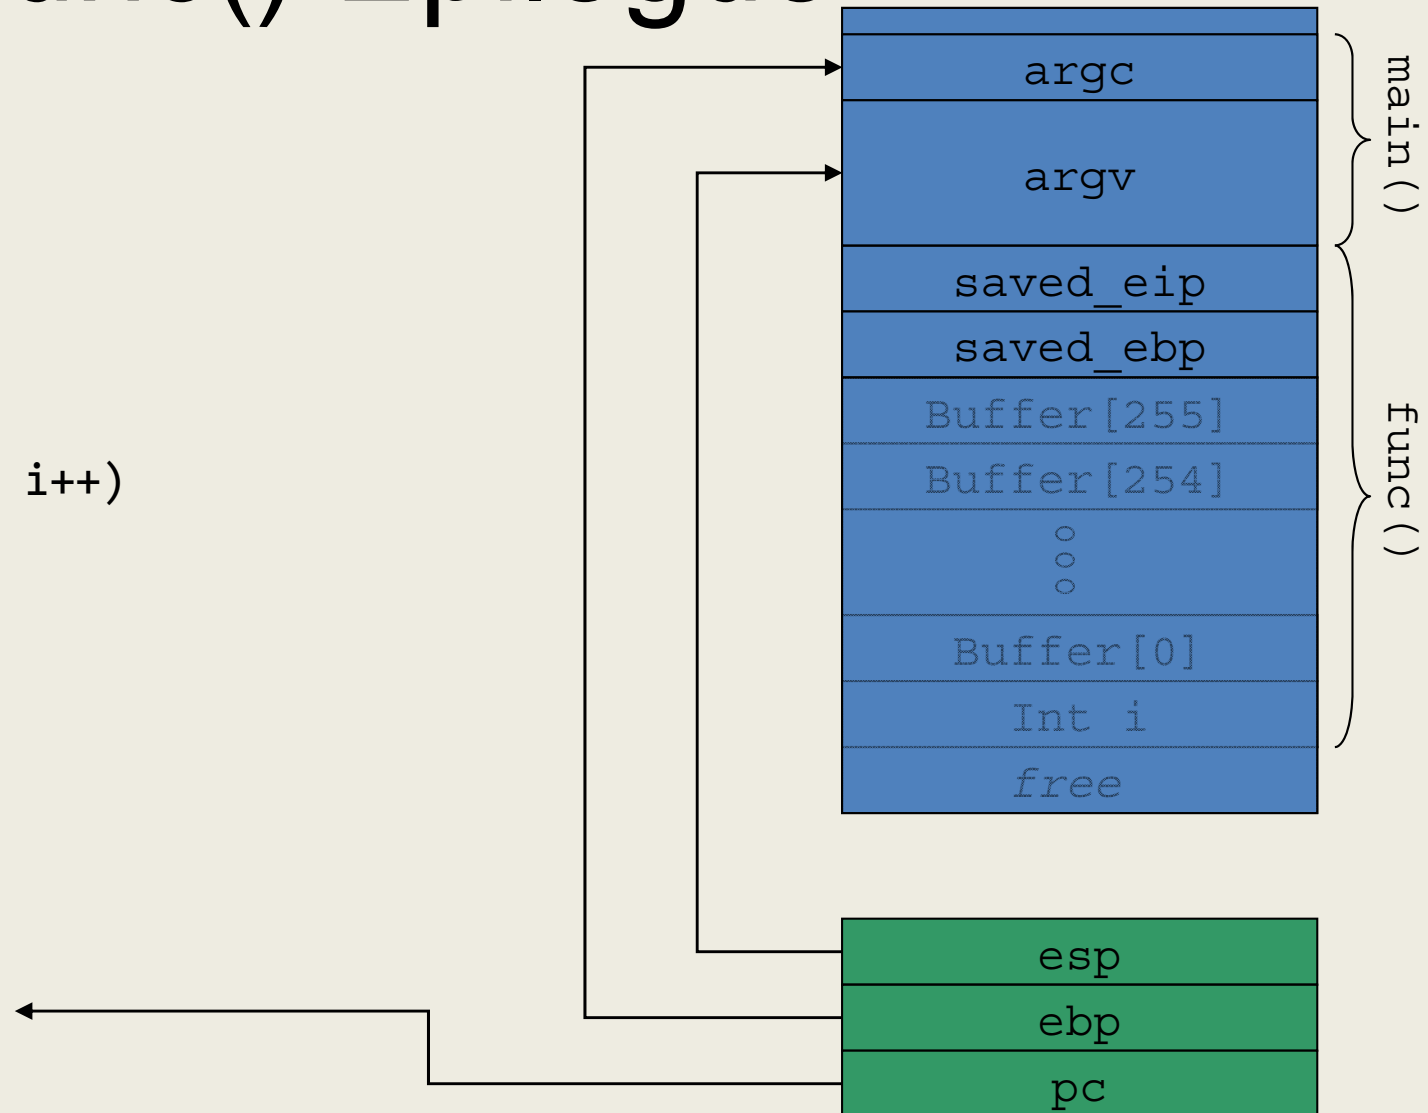 argc
argv
saved_eip
saved_ebp
Buffer[255]
Buffer[254]
Buffer[0]
Int i
free
main()
func()
i++)
esp
ebp
pc